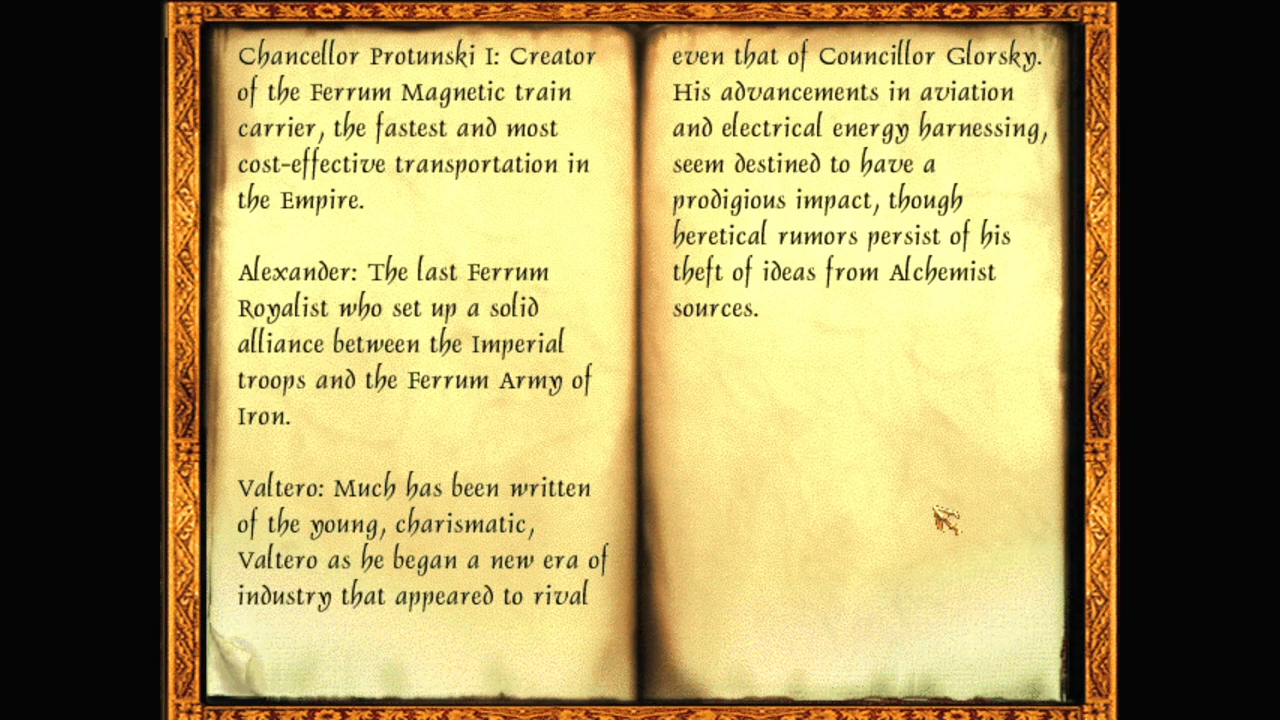 Chancellor Protunski I: Creator
of the Ferrum Magnetic train
carrier, the fastest and most
cost-effective transportation in
the Empire.
Alexander: The last Ferrum
Royalist who set up a solid
alliance between the Imperial
troops and the Ferrum Army of
Iron.
Valtero: Much has been written
of the young, charismatic,
Valtero as he began a new era of
industry that appeared to rival
even that of Councillor Glorsky.
His advancements in aviation
and electrical energy harnessing,
seem destined to have a
prodigious impact, though
heretical rumors persist of his
theft of ideas from Alchemist
sources.